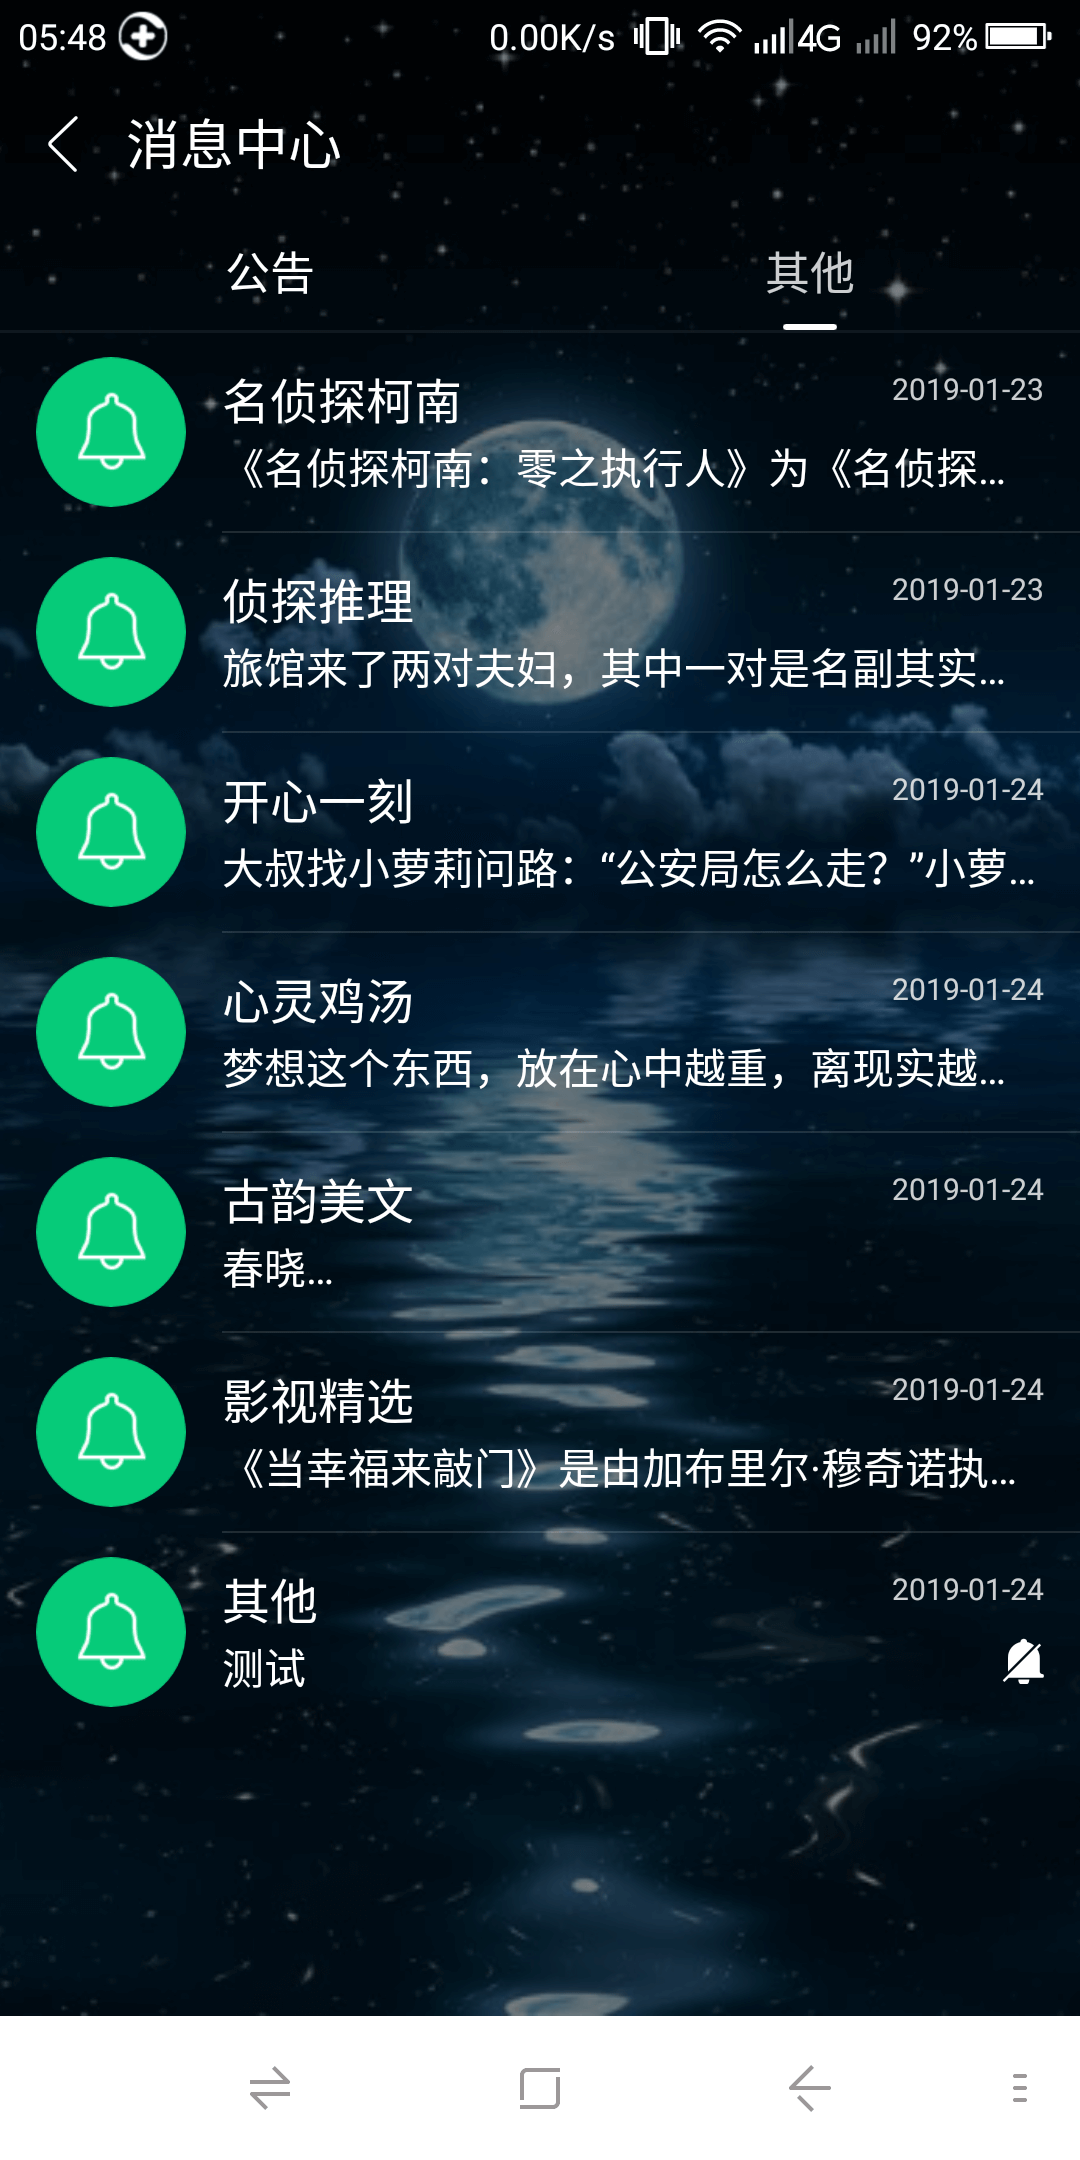 05:48 0.00K/s 4G 92%
消息中心
公告 其他
名侦探柯南 2019-01-23
《名侦探柯南：零之执行人》为《名侦探...
侦探推理 2019-01-23
旅馆来了两对夫妇，其中一对是名副其实...
开心一刻 2019-01-24
大叔找小萝莉问路：“公安局怎么走？”小萝...
心灵鸡汤 2019-01-24
梦想这个东西，放在心中越重，离现实越...
古韵美文 2019-01-24
春晓...
影视精选 2019-01-24
《当幸福来敲门》是由加布里尔·穆奇诺执...
其他 2019-01-24
测试